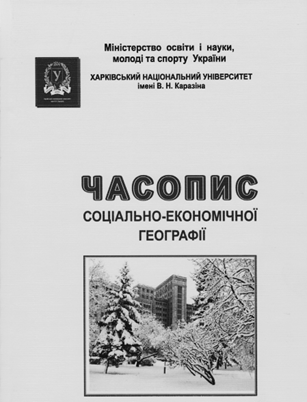 Міністерство освіти і науки,
молоді та спорту України
ХАРКІВСЬКИЙ НАЦІОНАЛЬНИЙ УНІВЕРСИТЕТ
імені В. Н. Каразіна
ЧАСОПИС
СОЦІАЛЬНО-ЕКОНОМІЧНОЇ
ГЕОГРАФІЇ